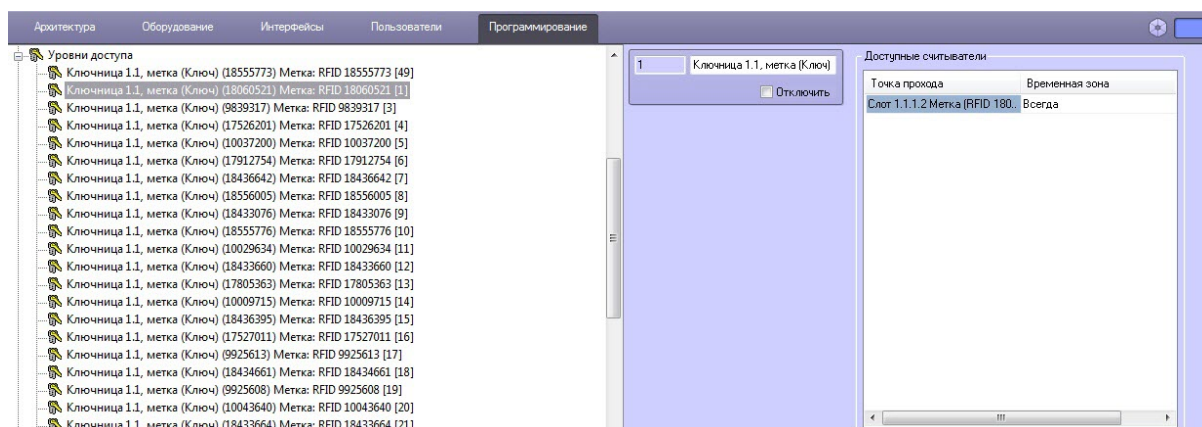 Архитектура Оборудование Интерфейсы Пользователи Программирование
Уровни доступа
Ключница 1.1, метка (Ключ) (18555773) Метка: RFID 18555773 [49]
Ключница 1.1, метка (Ключ) (18060521) Метка: RFID 18060521 [1]
Ключница 1.1, метка (Ключ) (9839317) Метка: RFID 9839317 [3]
Ключница 1.1, метка (Ключ) (17526201) Метка: RFID 17526201 [4]
Ключница 1.1, метка (Ключ) (10037200) Метка: RFID 10037200 [5]
Ключница 1.1, метка (Ключ) (17912754) Метка: RFID 17912754 [6]
Ключница 1.1, метка (Ключ) (18436642) Метка: RFID 18436642 [7]
Ключница 1.1, метка (Ключ) (18556005) Метка: RFID 18556005 [8]
Ключница 1.1, метка (Ключ) (18433076) Метка: RFID 18433076 [9]
Ключница 1.1, метка (Ключ) (18555776) Метка: RFID 18555776 [10]
Ключница 1.1, метка (Ключ) (10029634) Метка: RFID 10029634 [11]
Ключница 1.1, метка (Ключ) (18433660) Метка: RFID 18433660 [12]
Ключница 1.1, метка (Ключ) (17805363) Метка: RFID 17805363 [13]
Ключница 1.1, метка (Ключ) (10009715) Метка: RFID 10009715 [14]
Ключница 1.1, метка (Ключ) (18436395) Метка: RFID 18436395 [15]
Ключница 1.1, метка (Ключ) (17527011) Метка: RFID 17527011 [16]
Ключница 1.1, метка (Ключ) (9925613) Метка: RFID 9925613 [17]
Ключница 1.1, метка (Ключ) (18434661) Метка: RFID 18434661 [18]
Ключница 1.1, метка (Ключ) (9925608) Метка: RFID 9925608 [19]
Ключница 1.1, метка (Ключ) (10043640) Метка: RFID 10043640 [20]
Ключница 1.1, метка (Ключ) (18433664) Метка: RFID 18433664 [21]
1 Ключница 1.1, метка (Ключ)
Отключить
Доступные считыватели
Точка прохода Временная зона
Слот 1.1.1.2 Метка (RFID 180.. Всегда